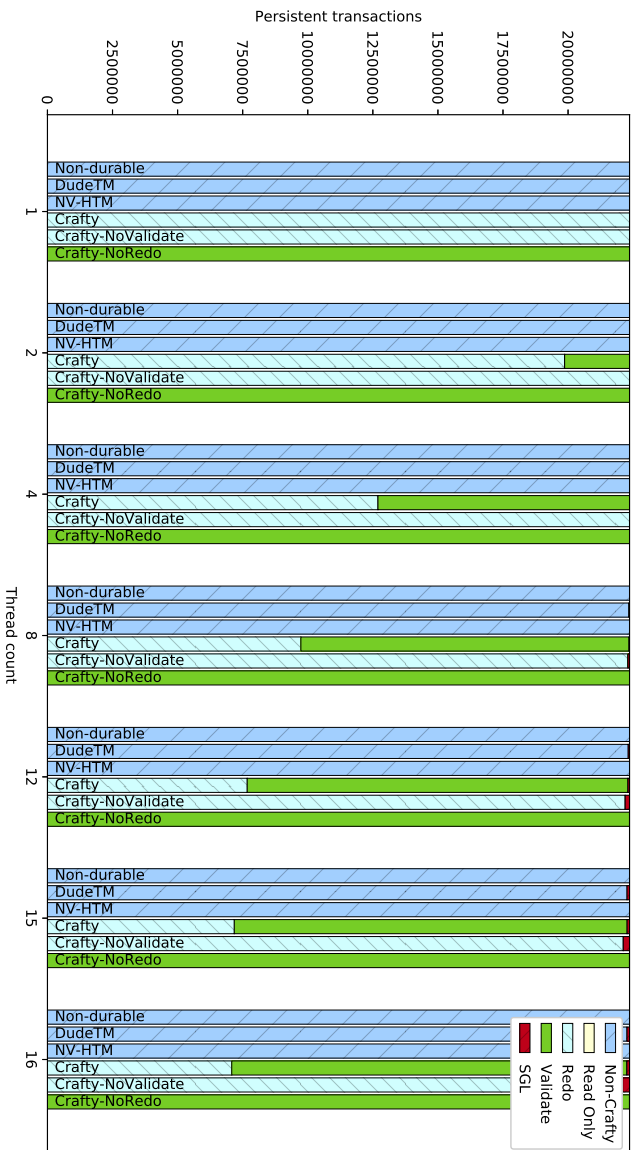 Persistent transactions
0
2500000
5000000
7500000
10000000
12500000
15000000
17500000
20000000
Non-durable
DudeTM
NV-HTM
Crafty
Crafty-NoValidate
Crafty-NoRedo
Non-durable
DudeTM
NV-HTM
Crafty
Crafty-NoValidate
Crafty-NoRedo
Non-durable
DudeTM
NV-HTM
Crafty
Crafty-NoValidate
Crafty-NoRedo
Non-durable
DudeTM
NV-HTM
Crafty
Crafty-NoValidate
Crafty-NoRedo
Non-durable
DudeTM
NV-HTM
Crafty
Crafty-NoValidate
Crafty-NoRedo
Non-durable
DudeTM
NV-HTM
Crafty
Crafty-NoValidate
Crafty-NoRedo
Non-durable
DudeTM
NV-HTM
Crafty
Crafty-NoValidate
Crafty-NoRedo
1
2
4
8
12
15
16
Thread count
Non-Crafty
Read Only
Redo
Validate
SGL